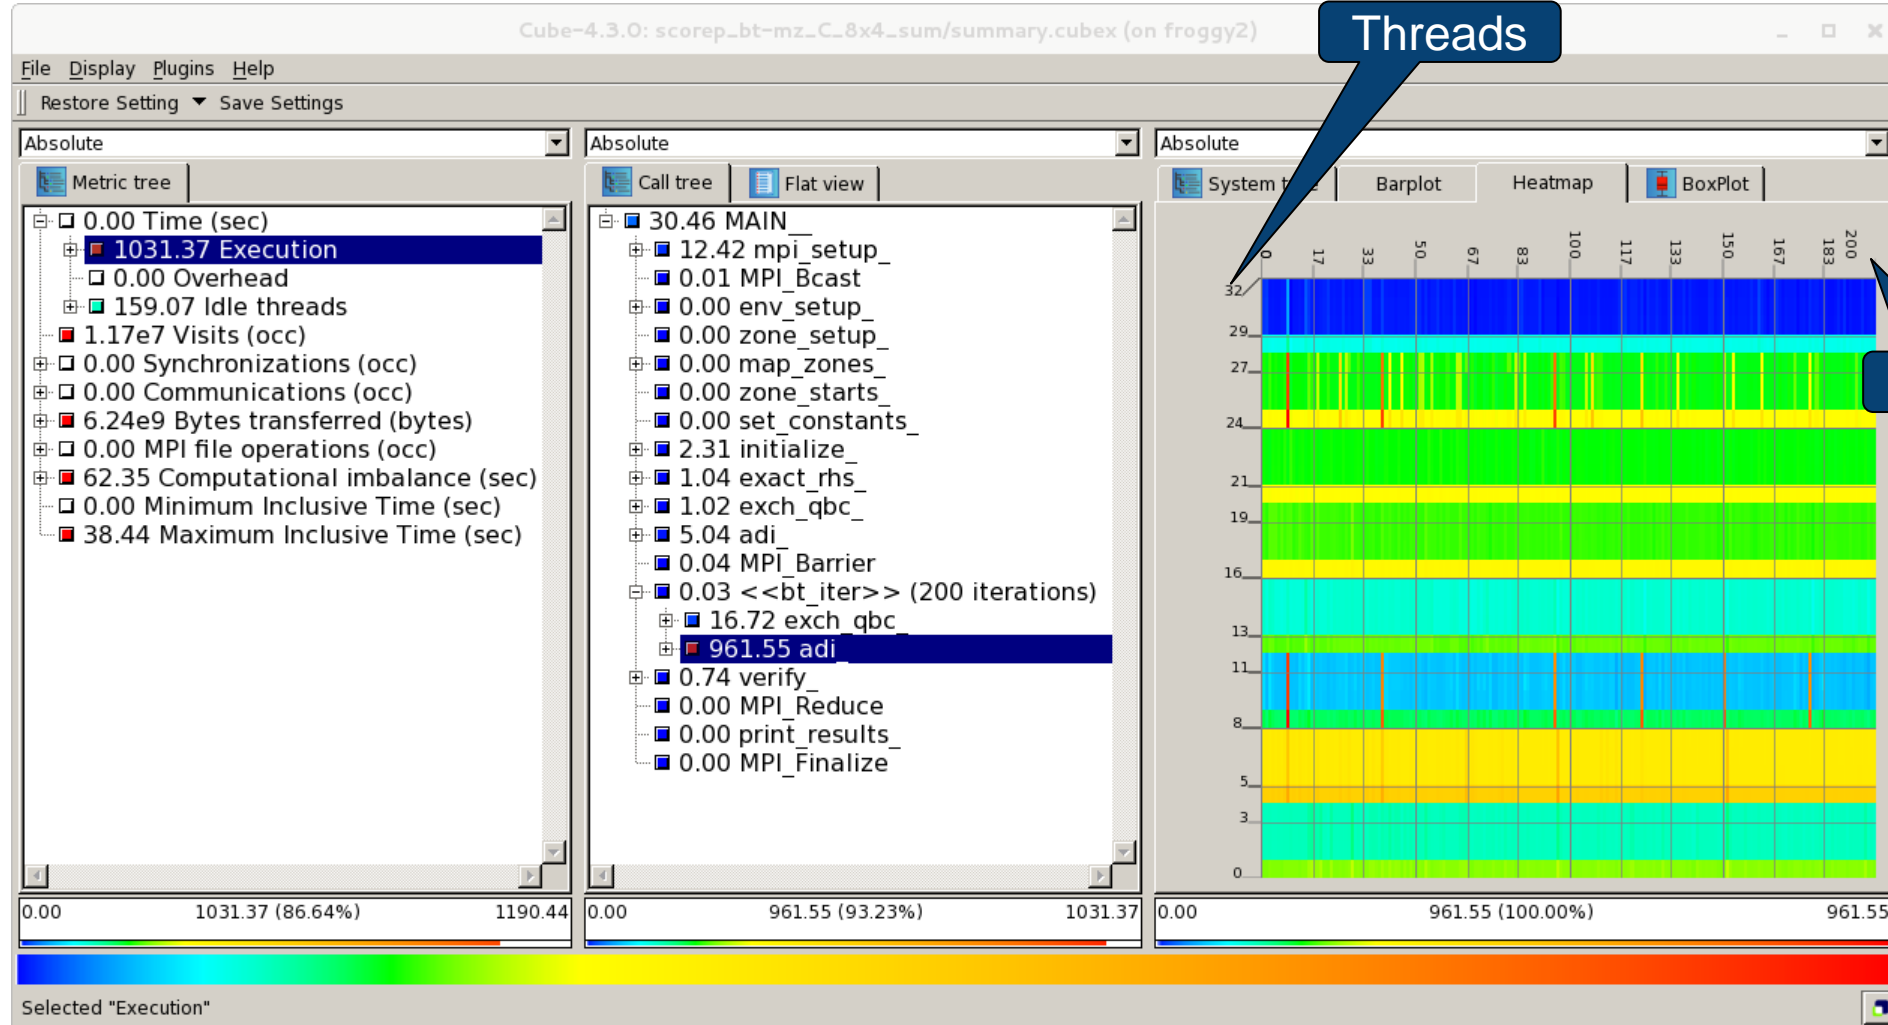 Cube-4.3.0: scorep_bt-mz_C_8x4_sum/summary.cubex (on froggy2)
Threads
File Display Plugins Help
Restore Setting Save Settings
Absolute
Metric tree
0.00 Time (sec)
1031.37 Execution
0.00 Overhead
159.07 Idle threads
1.17e7 Visits (occ)
0.00 Synchronizations (occ)
0.00 Communications (occ)
6.24e9 Bytes transferred (bytes)
0.00 MPI file operations (occ)
62.35 Computational imbalance (sec)
0.00 Minimum Inclusive Time (sec)
38.44 Maximum Inclusive Time (sec)
0.00 1031.37 (86.64%) 1190.44
Absolute
Call tree Flat view
30.46 MAIN__
12.42 mpi_setup_
0.01 MPI_Bcast
0.00 env_setup_
0.00 zone_setup_
0.00 map_zones_
0.00 zone_starts_
0.00 set_constants_
2.31 initialize_
1.04 exact_rhs_
1.02 exch_qbc_
5.04 adi_
0.04 MPI_Barrier
0.03 <<bt_iter>> (200 iterations)
16.72 exch_qbc_
961.55 adi_
0.74 verify_
0.00 MPI_Reduce
0.00 print_results_
0.00 MPI_Finalize
0.00 961.55 (93.23%) 1031.37
Absolute
System Barplot Heatmap BoxPlot
0 17 33 50 67 83 100 117 133 150 167 183 200
32
29
27
24
21
19
16
13
11
8
5
3
0
0.00 961.55 (100.00%) 961.55
Selected "Execution"